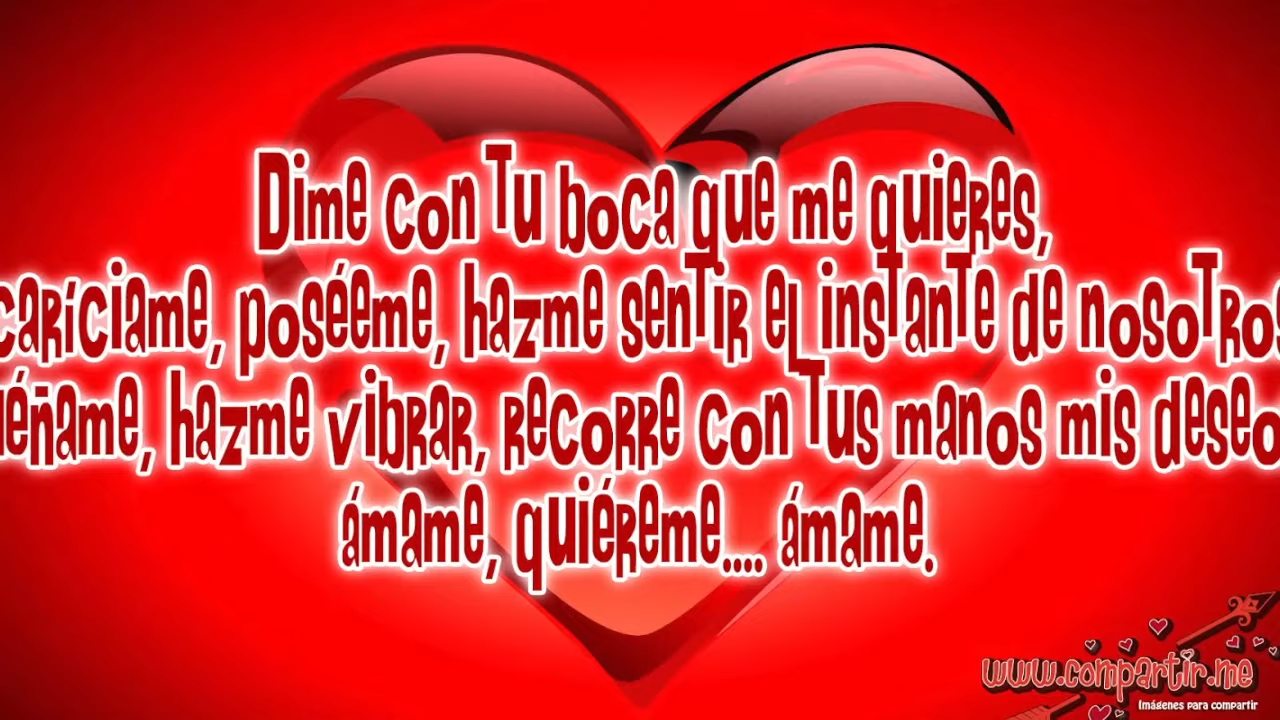 Dime con tu boca que me quieres,
caríciame, poséeme, hazme sentir el instante de nosotros
éñame, hazme vibrar, recorre con tus manos mis deseo
ámame, quiéreme.... ámame.
www.compartir.me
Imágenes para compartir